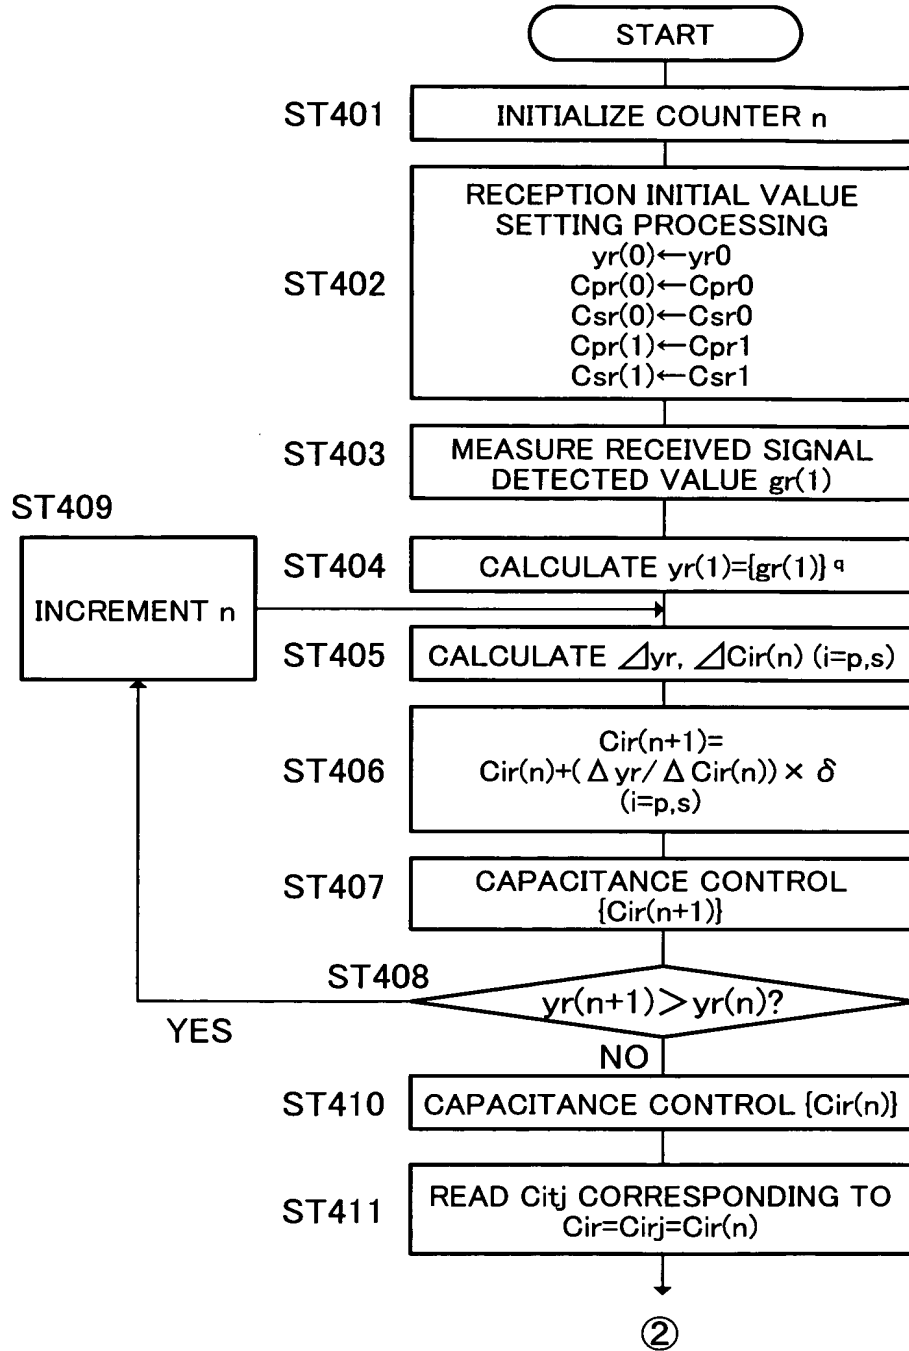 START
ST401
INITIALIZE COUNTER n
ST402
RECEPTION INITIAL VALUE
SETTING PROCESSING
yr(0)←yr0
Cpr(0)←Cpr0
Csr(0)←Csr0
Cpr(1)←Cpr1
Csr(1)←Csr1
ST403
MEASURE RECEIVED SIGNAL
DETECTED VALUE gr(1)
ST409
INCREMENT n
ST404
CALCULATE yr(1)={gr(1)}^q
ST405
CALCULATE ⊿yr, ⊿Cir(n) (i=p,s)
ST406
Cir(n+1)=
Cir(n)+(Δyr/ΔCir(n))×δ
(i=p,s)
ST407
CAPACITANCE CONTROL
{Cir(n+1)}
ST408
yr(n+1)>yr(n)?
YES
NO
ST410
CAPACITANCE CONTROL {Cir(n)}
ST411
READ Citj CORRESPONDING TO
Cir=Cirj=Cir(n)
②